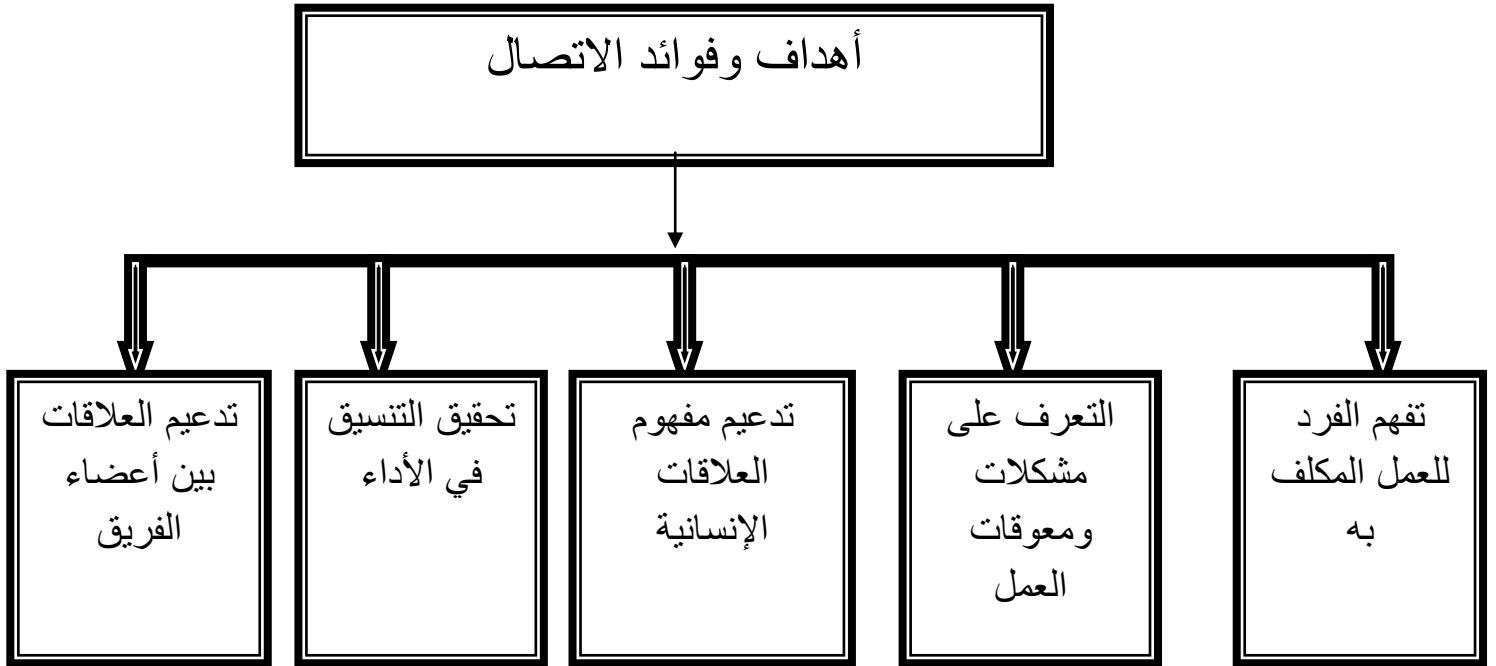 أهداف وفوائد الاتصال
تفهم الفرد
للعمل المكلف
به
التعرف على
مشكلات
ومعوقات
العمل
تدعيم مفهوم
العلاقات
الإنسانية
تحقيق التنسيق
في الأداء
تدعيم العلاقات
بين أعضاء
الفريق